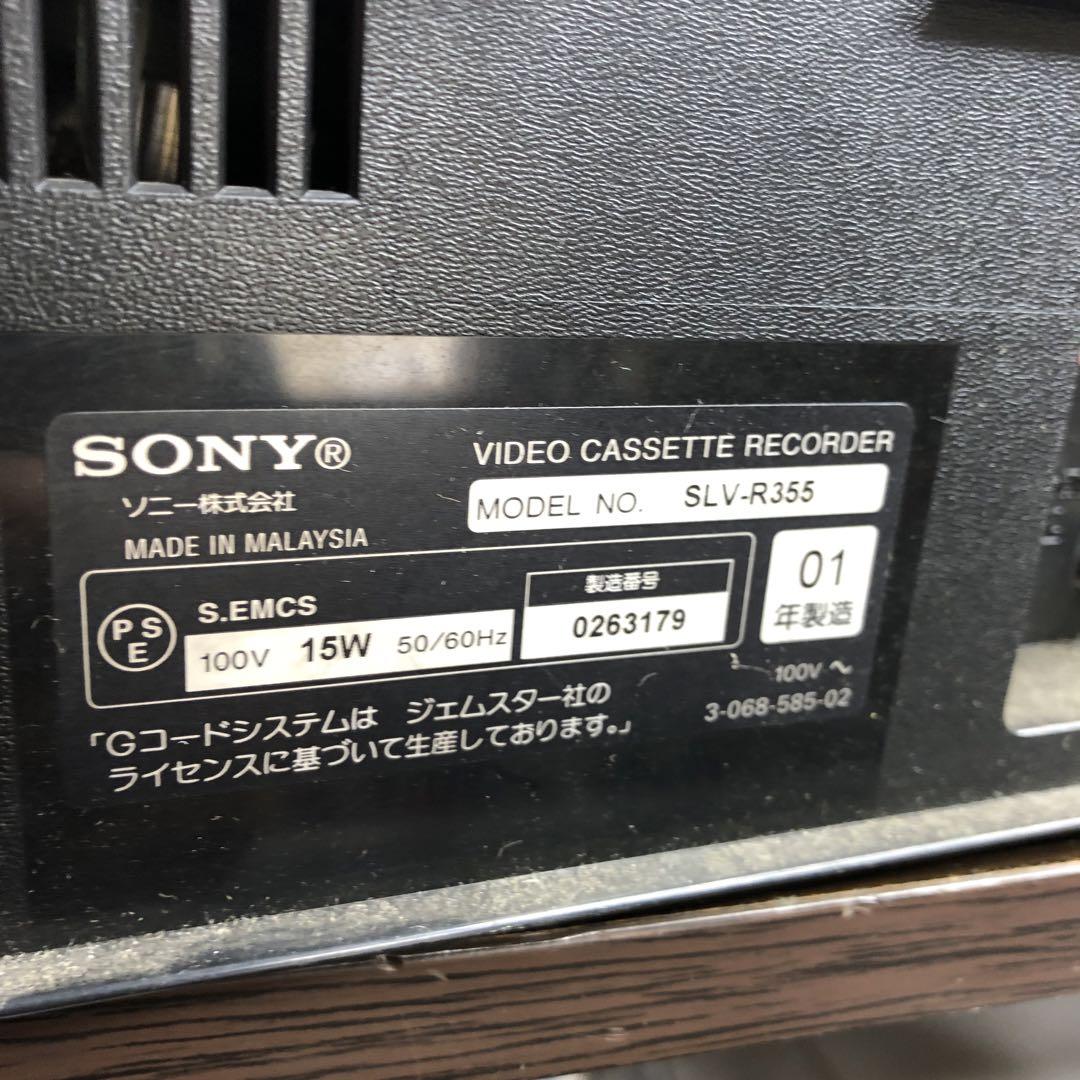 SONY®
ソニー株式会社
MADE IN MALAYSIA
VIDEO CASSETTE RECORDER
MODEL NO. SLV-R355
PSE
S.EMCS
100V 15W 50/60Hz
製造番号
0263179
01
年製造
100V ～
3-068-585-02
「Gコードシステムは ジェムスター社の
ライセンスに基づいて生産しております。」